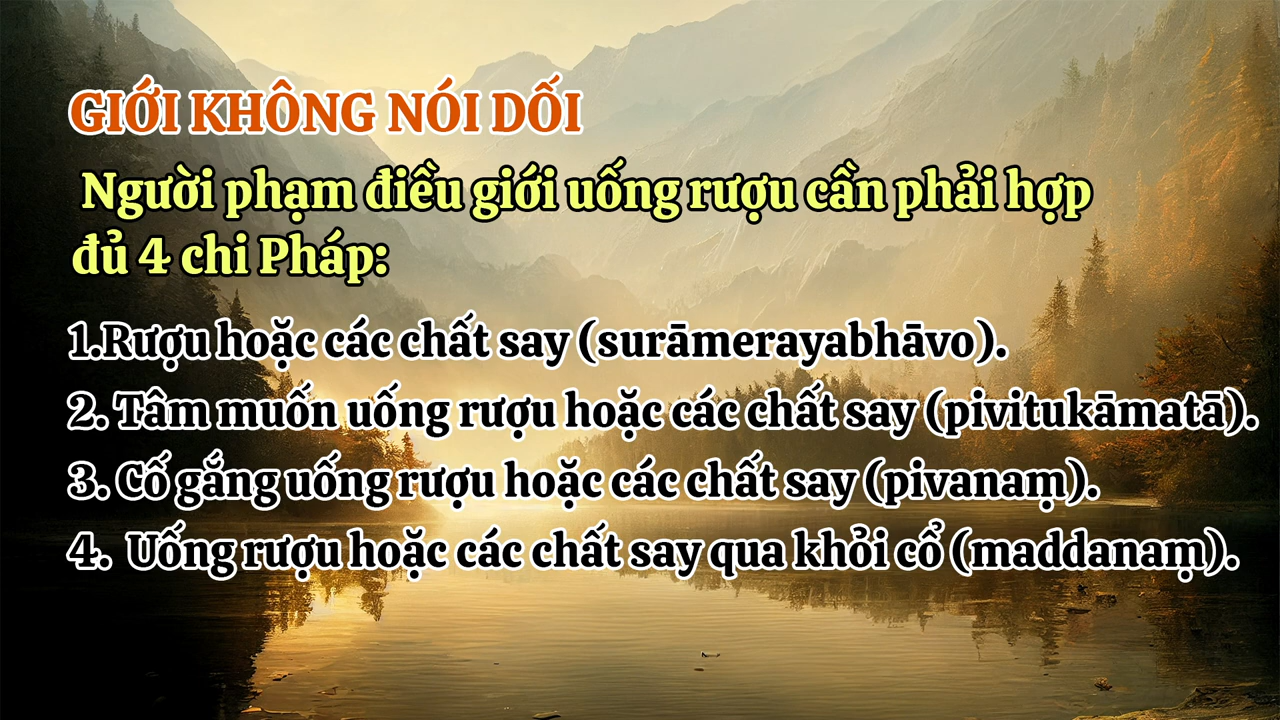 GIỚI KHÔNG NÓI DỐI
Người phạm điều giới uống rượu cần phải hợp
đủ 4 chi Pháp:
1.Rượu hoặc các chất say (surāmerayabhāvo).
2. Tâm muốn uống rượu hoặc các chất say (pivitukāmatā).
3. Cố gắng uống rượu hoặc các chất say (pivanaṃ).
4. Uống rượu hoặc các chất say qua khỏi cổ (maddanaṃ).